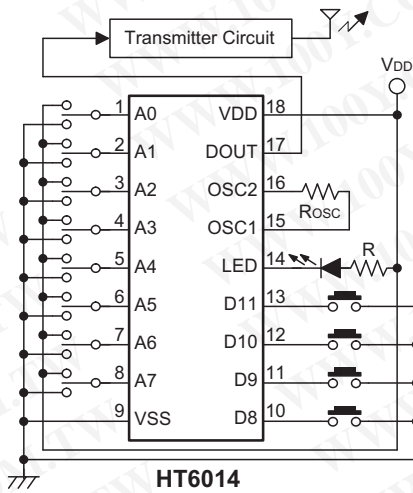 Transmitter Circuit
VDD
1 A0 VDD 18
2 A1 DOUT 17
3 A2 OSC2 16
ROSC
4 A3 OSC1 15
5 A4 LED 14 R
6 A5 D11 13
7 A6 D10 12
8 A7 D9 11
9 VSS D8 10
HT6014